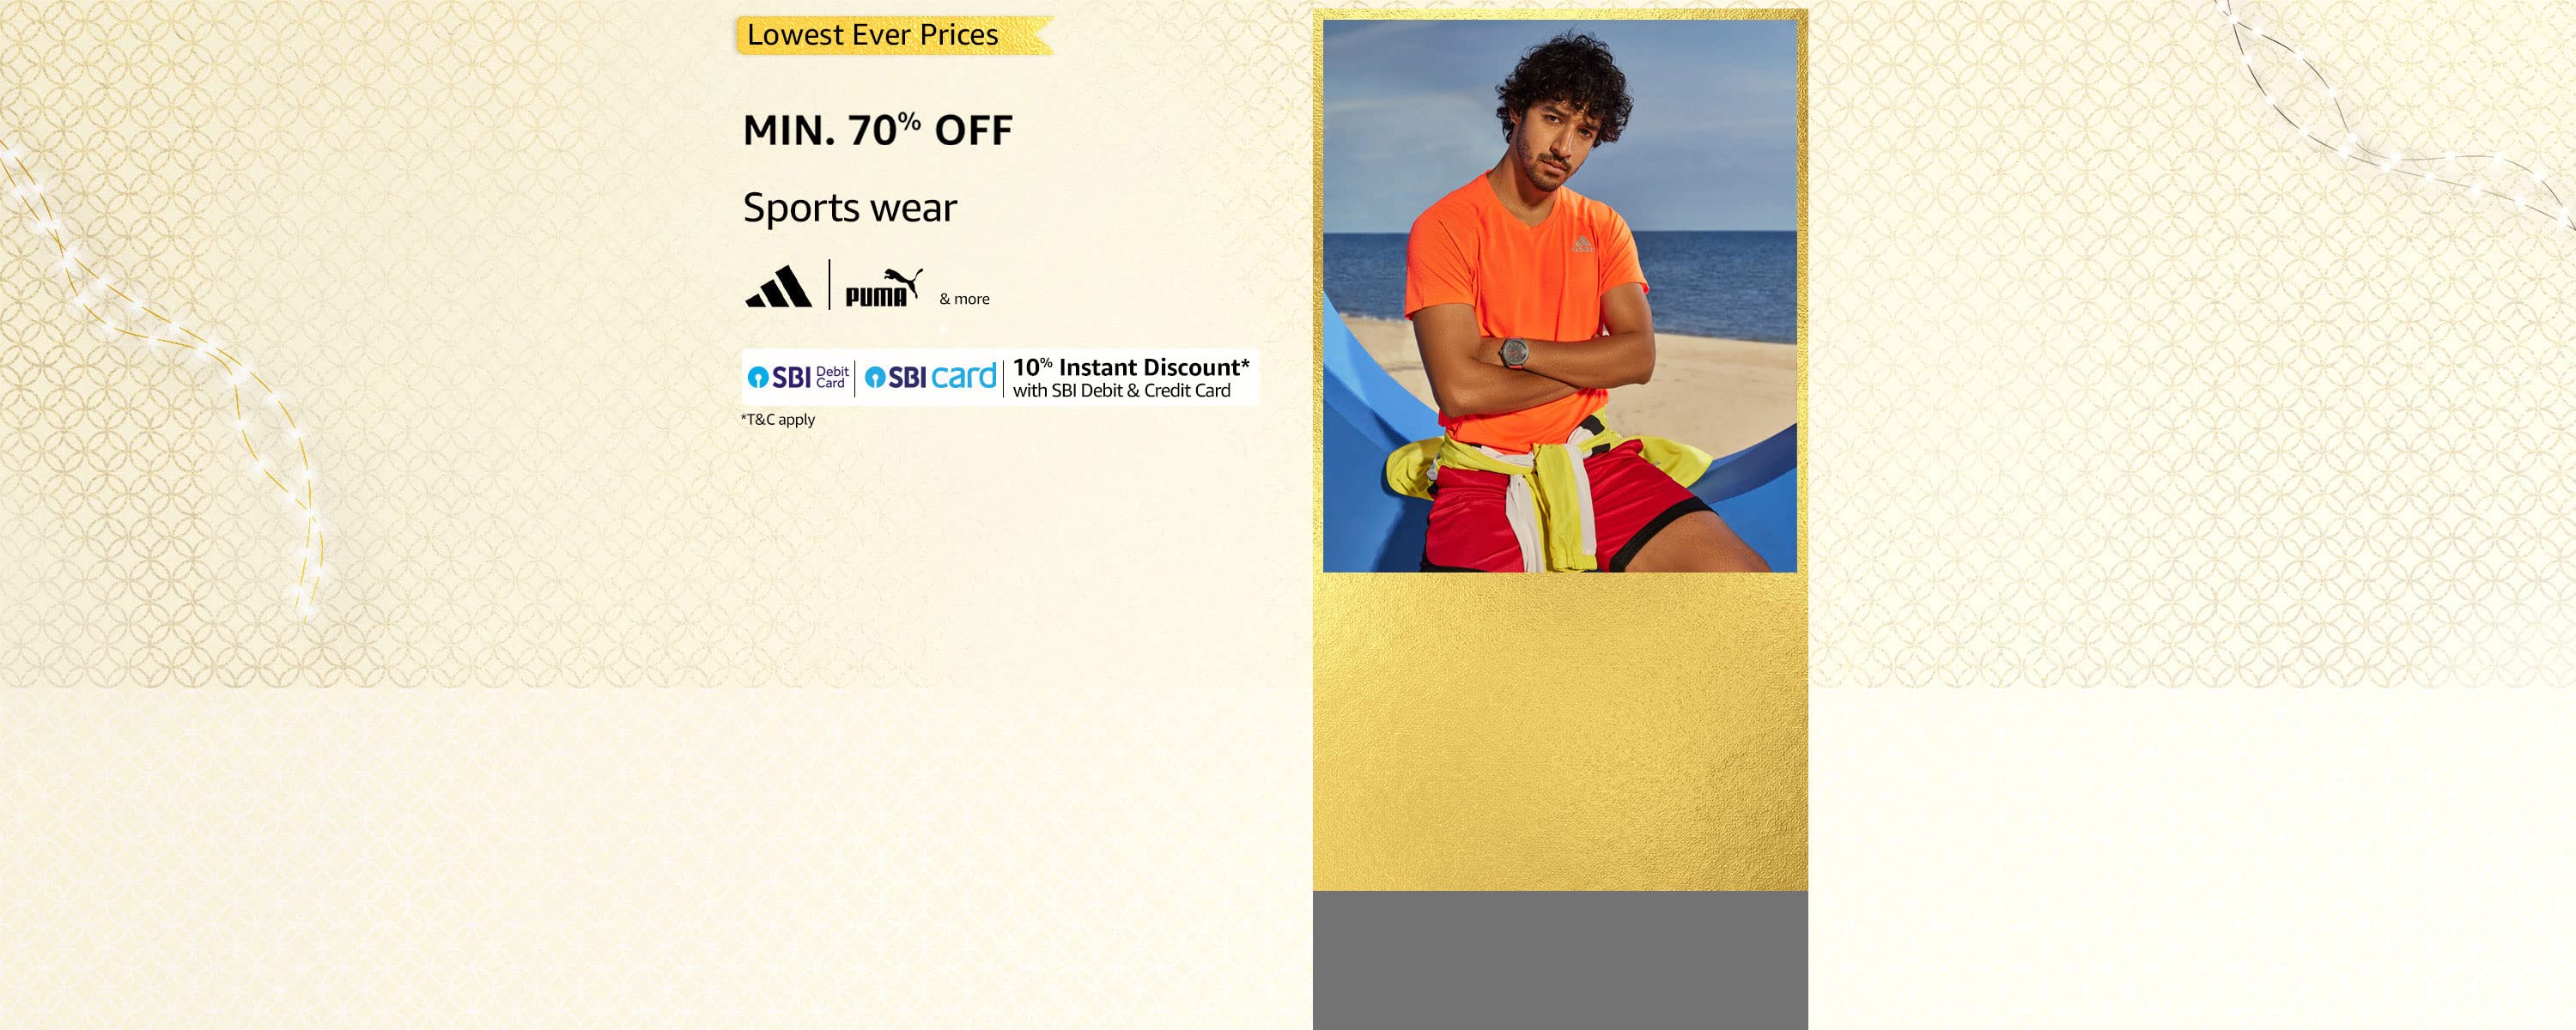 Lowest Ever Prices
MIN. 70% OFF
Sports wear
PUMA & more
SBI Debit Card | SBI card | 10% Instant Discount*
with SBI Debit & Credit Card
*T&C apply